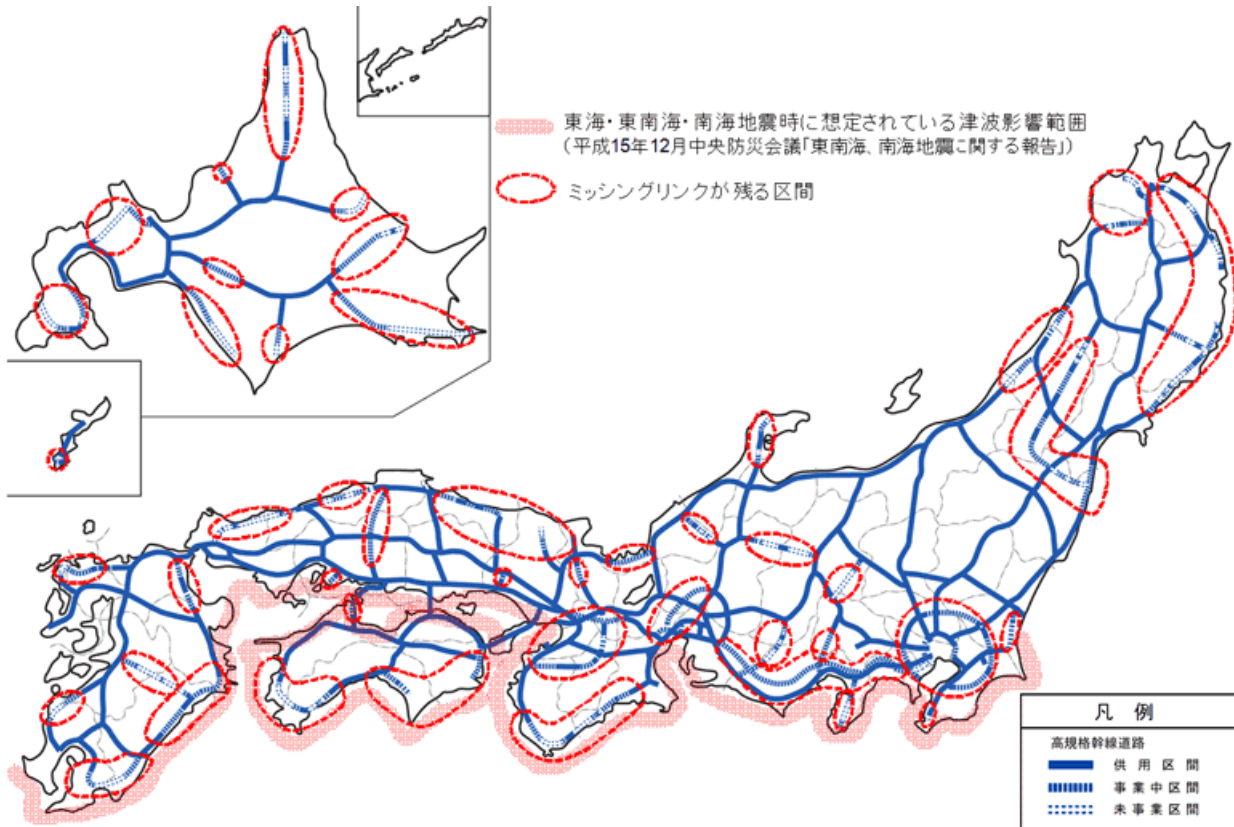 東海・東南海・南海地震時に想定されている津波影響範囲
（平成15年12月中央防災会議「東南海、南海地震に関する報告」）
ミッシングリンクが残る区間
凡 例
高規格幹線道路
供 用 区 間
事 業 中 区 間
未 事 業 区 間